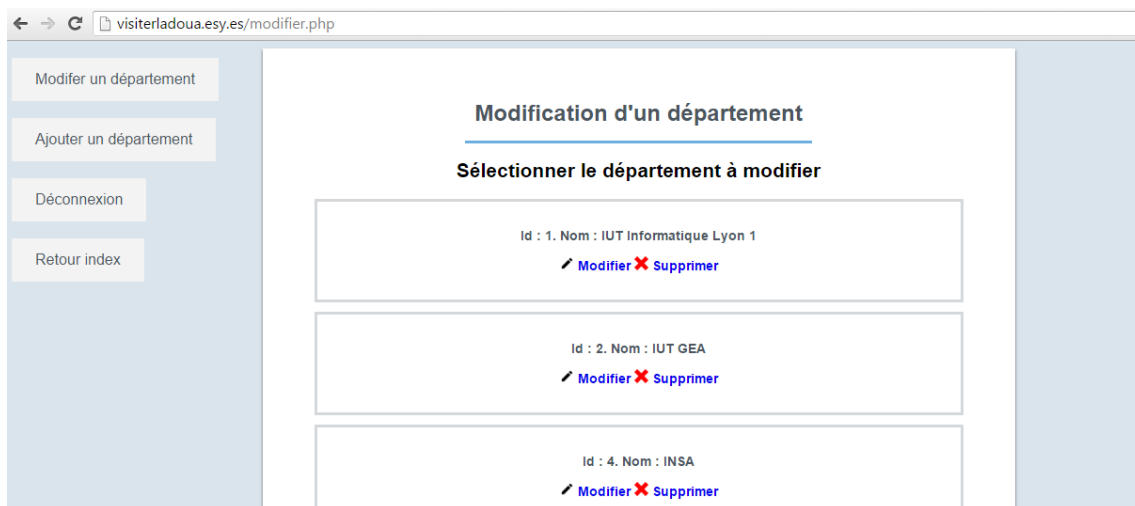 visiterladoua.esy.es/modifier.php
Modifer un département
Ajouter un département
Déconnexion
Retour index
Modification d'un département
Sélectionner le département à modifier
Id : 1. Nom : IUT Informatique Lyon 1
Modifier Supprimer
Id : 2. Nom : IUT GEA
Modifier Supprimer
Id : 4. Nom : INSA
Modifier Supprimer